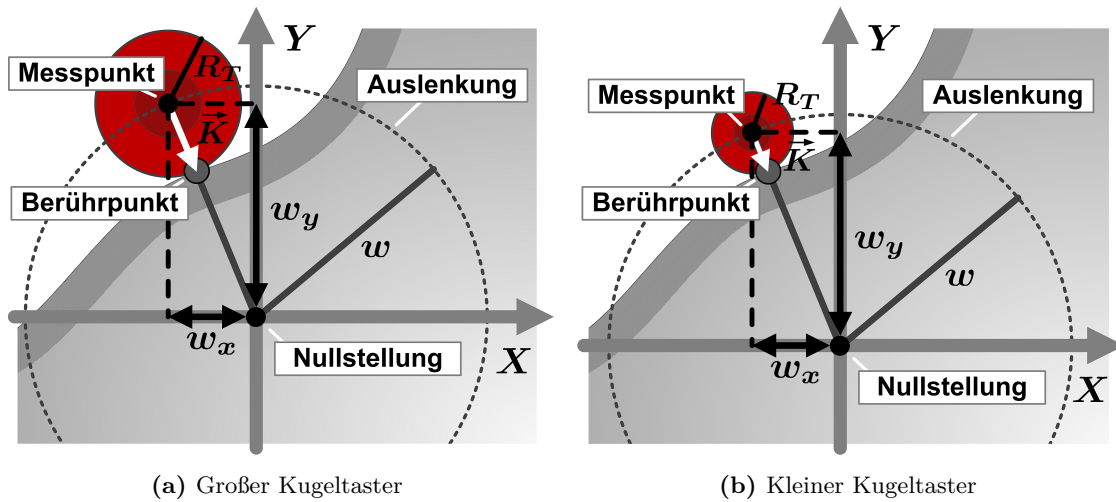 Y
Messpunkt
R_T
Auslenkung
K
Berührpunkt
w_y
w
w_x
Nullstellung
X
(a) Großer Kugeltaster
Y
Messpunkt
R_T
Auslenkung
K
Berührpunkt
w_y
w
w_x
Nullstellung
X
(b) Kleiner Kugeltaster